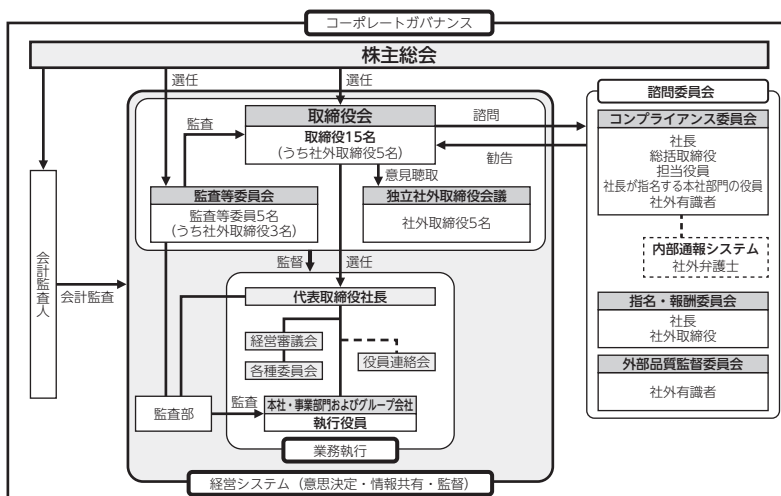 コーポレートガバナンス
株主総会
選任
選任
取締役会
取締役15名
(うち社外取締役5名)
監査
諮問
勧告
意見聴取
監査等委員会
監査等委員5名
(うち社外取締役3名)
独立社外取締役会議
社外取締役5名
諮問委員会
コンプライアンス委員会
社長
総括取締役
担当役員
社長が指名する本社部門の役員
社外有識者
内部通報システム
社外弁護士
指名・報酬委員会
社長
社外取締役
外部品質監督委員会
社外有識者
会計監査人
会計監査
監督
選任
代表取締役社長
経営審議会
各種委員会
役員連絡会
監査部
監査
本社・事業部門およびグループ会社
執行役員
業務執行
経営システム(意思決定・情報共有・監督)